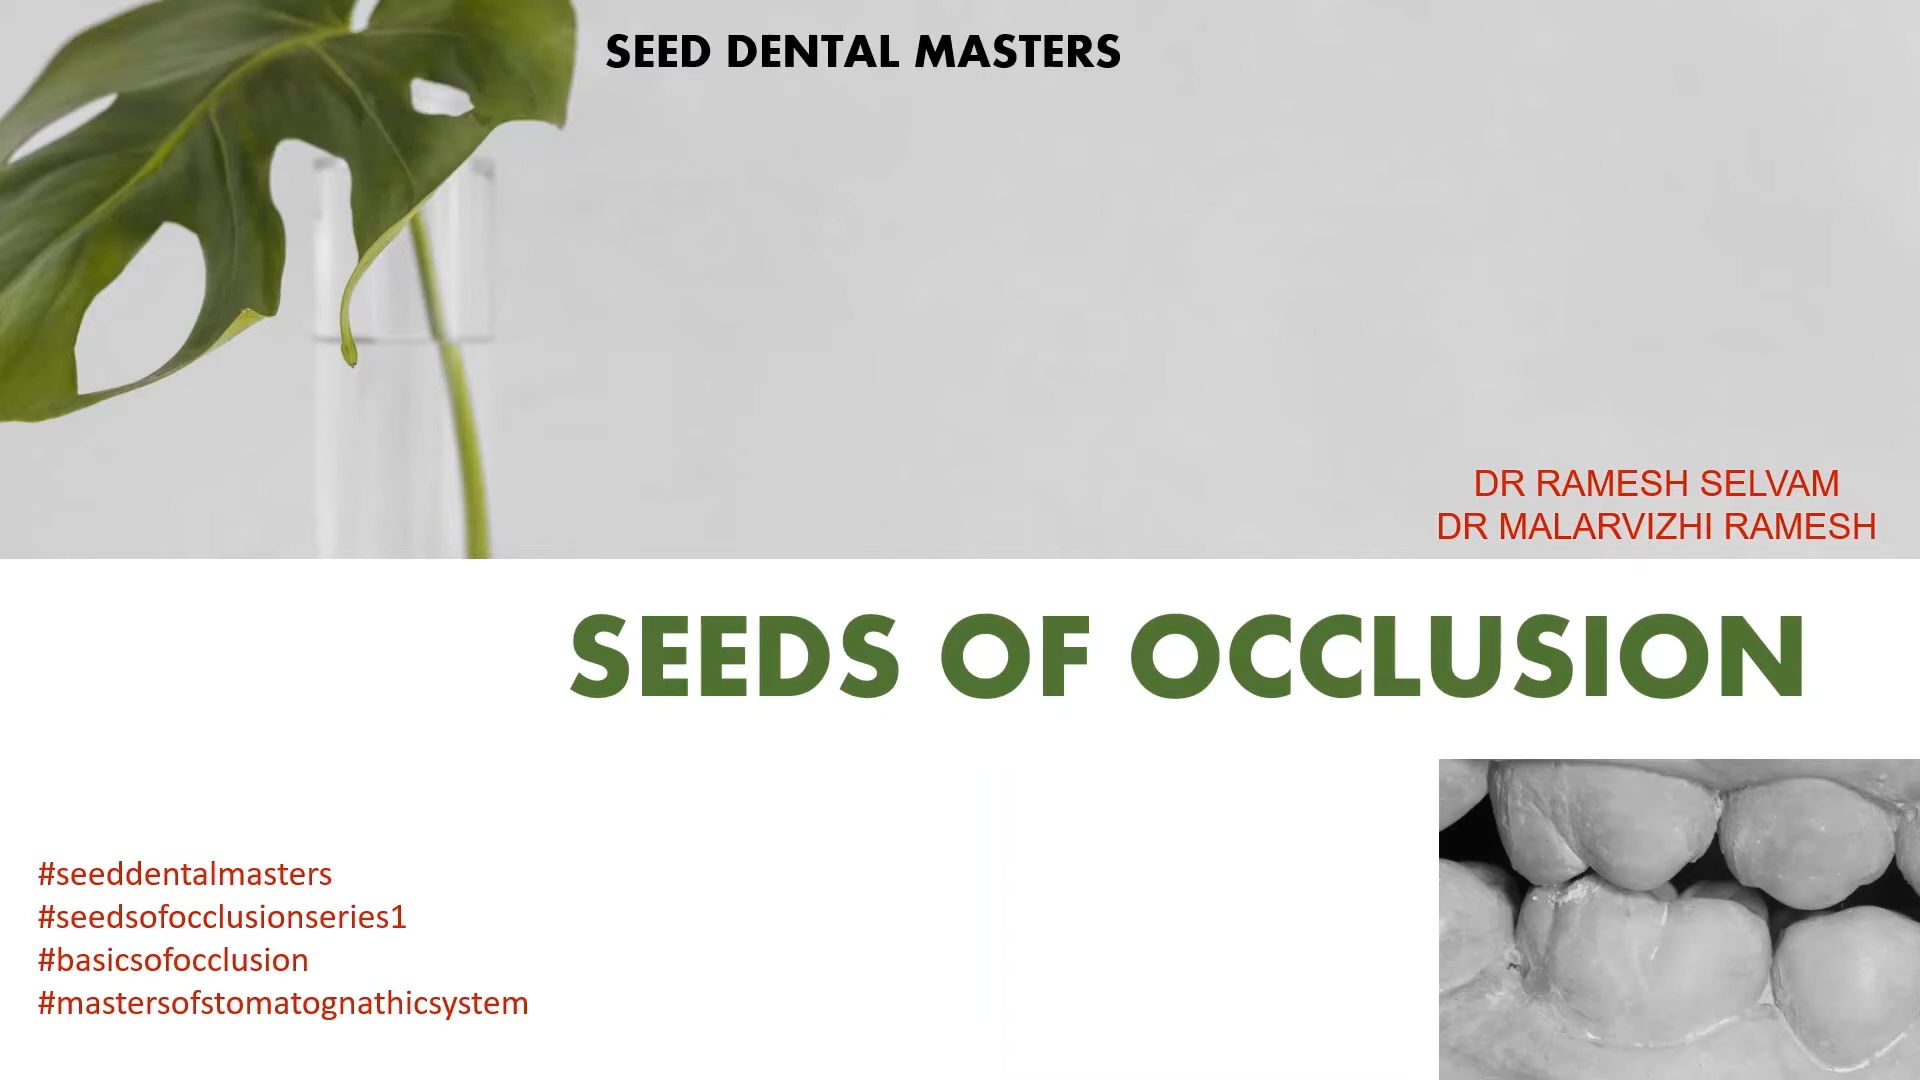 SEED DENTAL MASTERS
DR RAMESH SELVAM
DR MALARVIZHI RAMESH
SEEDS OF OCCLUSION
#seeddentalmasters
#seedsofocclusionseries1
#basicsofocclusion
#mastersofstomatognathicsystem